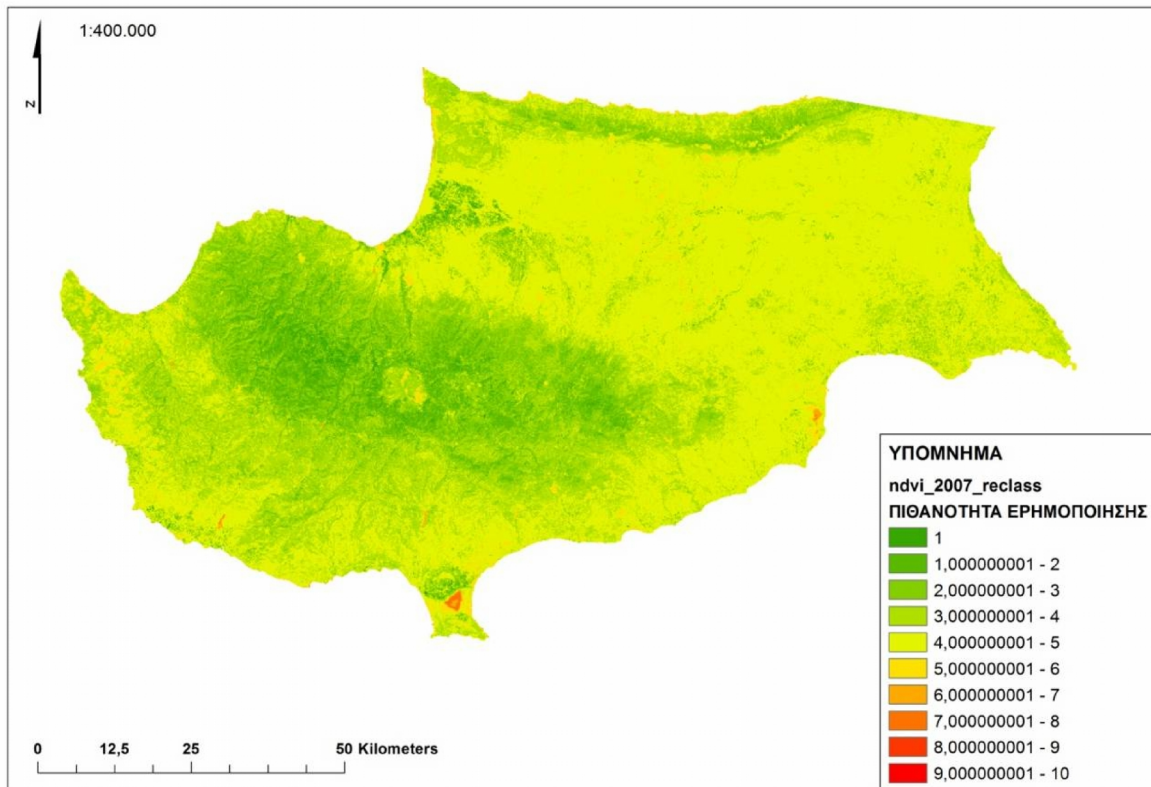 1:400.000
N
ΥΠΟΜΝΗΜΑ
ndvi_2007_reclass
ΠΙΘΑΝΟΤΗΤΑ ΕΡΗΜΟΠΟΙΗΣΗΣ
1
1,000000001 - 2
2,000000001 - 3
3,000000001 - 4
4,000000001 - 5
5,000000001 - 6
6,000000001 - 7
7,000000001 - 8
8,000000001 - 9
9,000000001 - 10
0 12,5 25 50 Kilometers